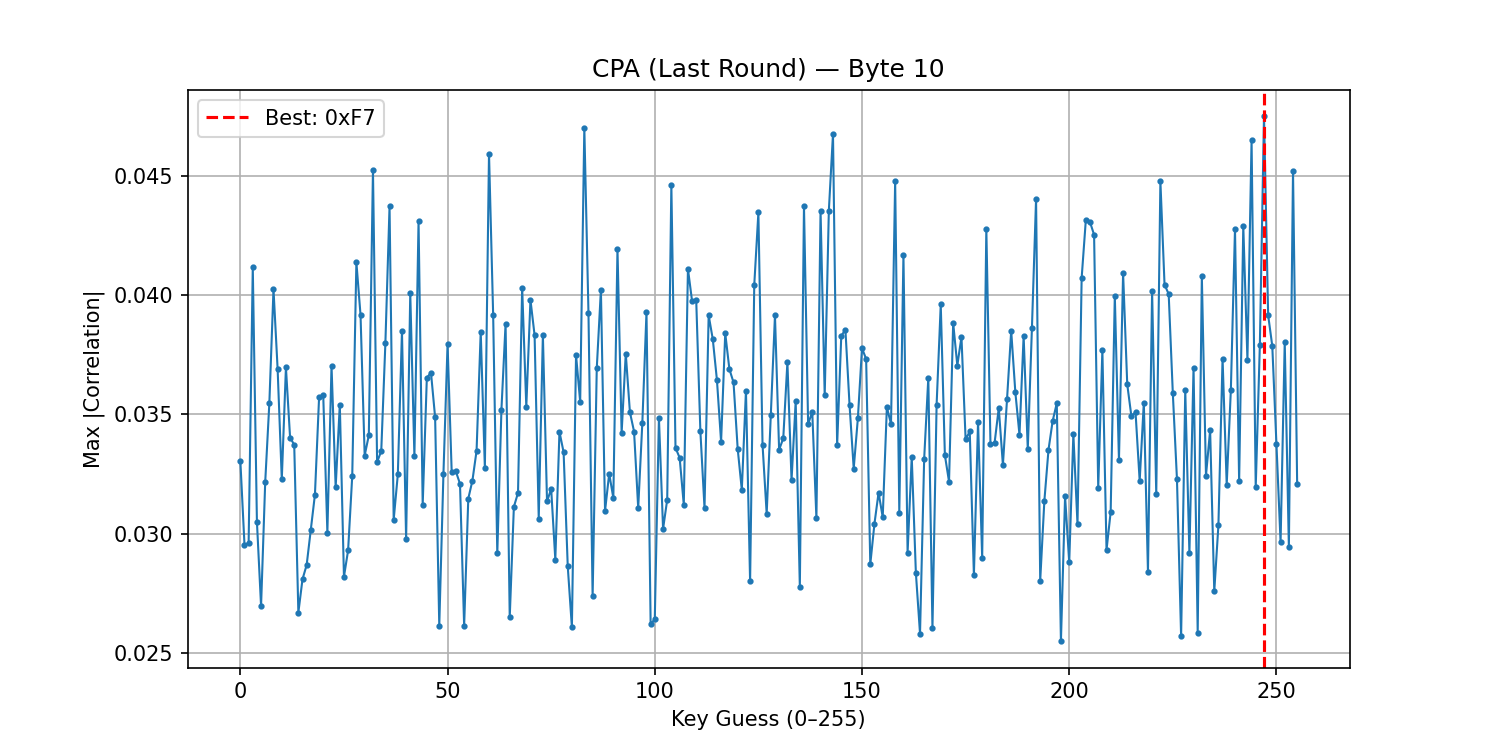 CPA (Last Round) — Byte 10
Best: 0xF7
Max |Correlation|
0.045
0.040
0.035
0.030
0.025
0 50 100 150 200 250
Key Guess (0–255)